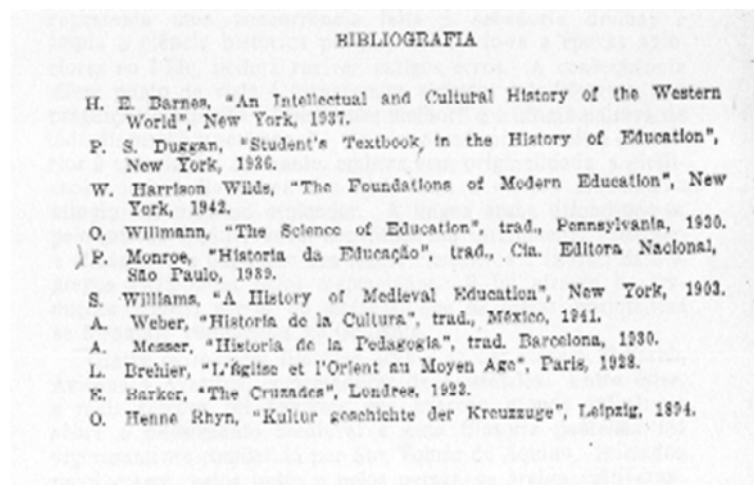 BIBLIOGRAFIA
H. E. Barnes, "An Intellectual and Cultural History of the Western
World", New York, 1937.
P. S. Duggan, "Student's Textbook, in the History of Education",
New York, 1936.
W. Harrison Wilds, "The Foundations of Modern Education", New
York, 1942.
O. Willmann, "The Science of Education", trad., Pennsylvania, 1930.
P. Monroe, "Historia da Educação", trad., Cia. Editora Nacional,
São Paulo, 1939.
S. Williams, "A History of Medieval Education", New York, 1903.
A. Weber, "Historia de la Cultura", trad., México, 1941.
A. Messer, "Historia de la Pedagogia", trad. Barcelona, 1930.
L. Brehier, "L'Église et l'Orient au Moyen Age", Paris, 1928.
E. Barker, "The Crusades", Londres, 1922.
O. Henne Rhyn, "Kultur geschichte der Kreuzzuge", Leipzig, 1894.